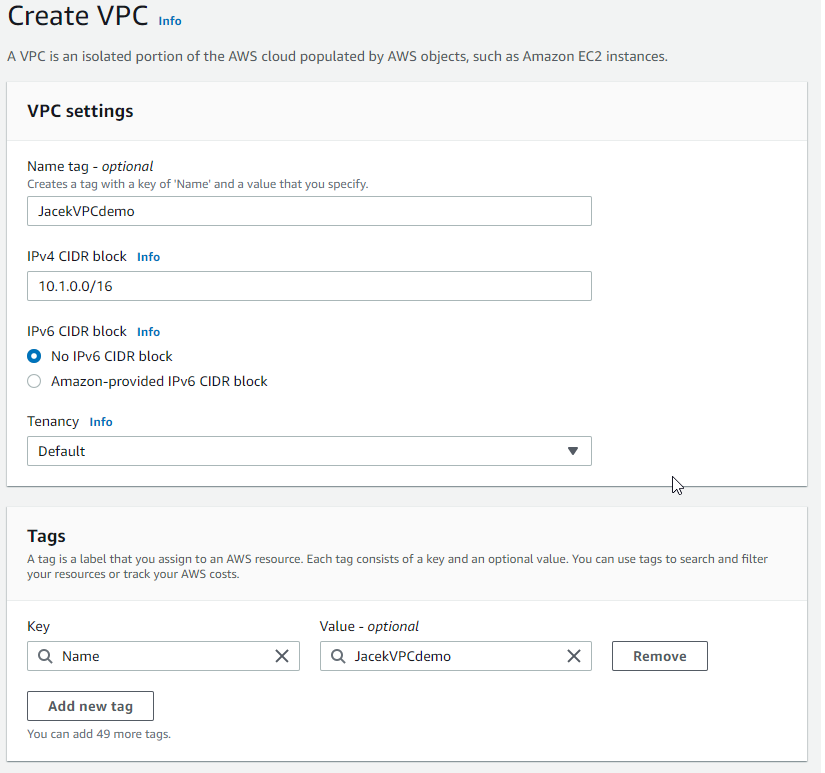 Create VPC Info
A VPC is an isolated portion of the AWS cloud populated by AWS objects, such as Amazon EC2 instances.
VPC settings
Name tag - optional
Creates a tag with a key of 'Name' and a value that you specify.
JacekVPCdemo
IPv4 CIDR block Info
10.1.0.0/16
IPv6 CIDR block Info
No IPv6 CIDR block
Amazon-provided IPv6 CIDR block
Tenancy Info
Default
Tags
A tag is a label that you assign to an AWS resource. Each tag consists of a key and an optional value. You can use tags to search and filter
your resources or track your AWS costs.
Key Value - optional
Name JacekVPCdemo Remove
Add new tag
You can add 49 more tags.